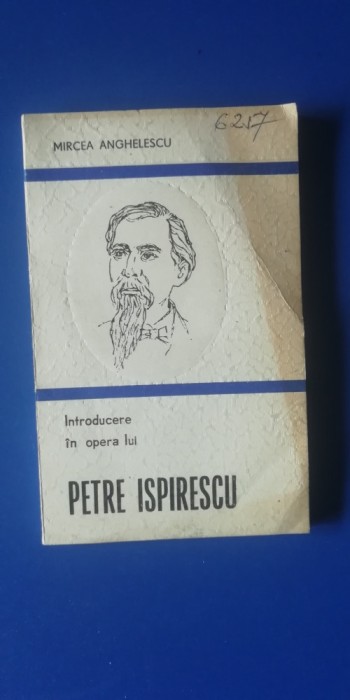 6217
MIRCEA ANGHELESCU
Introducere
în opera lui
PETRE ISPIRESCU